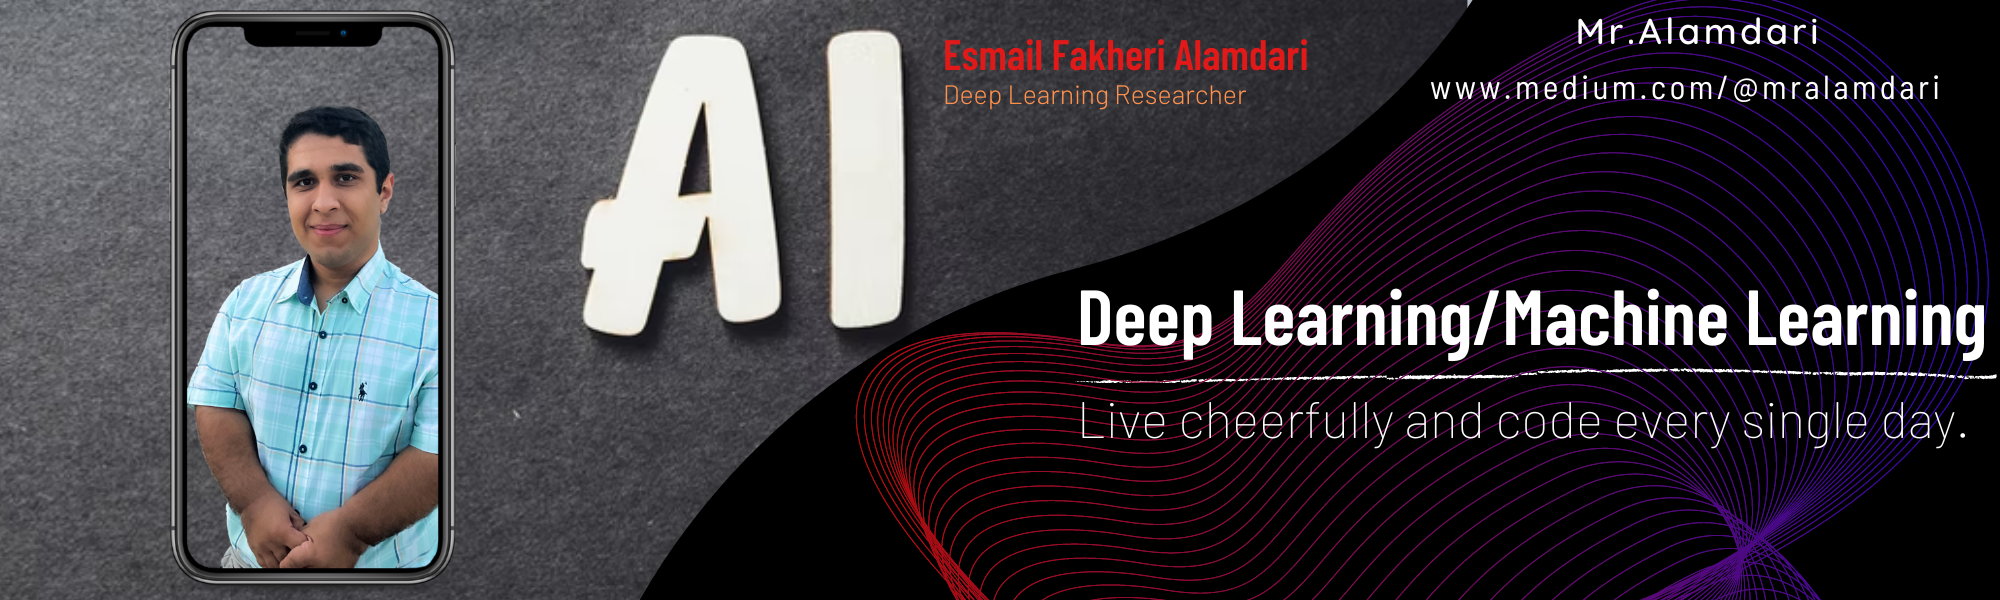 AI
Esmail Fakheri Alamdari
Deep Learning Researcher
Mr.Alamdari
www.medium.com/@mralamdari
Deep Learning/Machine Learning
Live cheerfully and code every single day.